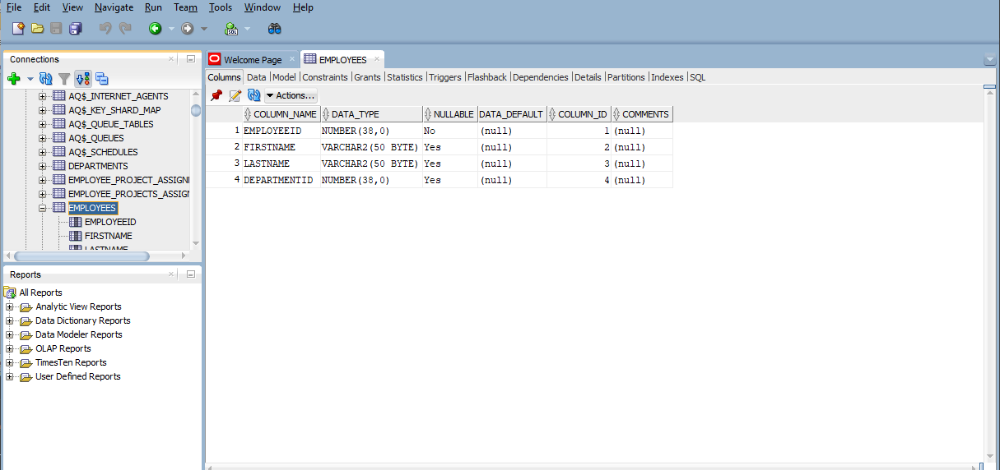 File Edit View Navigate Run Team Tools Window Help
SQL
Connections
Welcome Page EMPLOYEES
Columns Data Model Constraints Grants Statistics Triggers Flashback Dependencies Details Partitions Indexes SQL
Actions...
AQ$_INTERNET_AGENTS
AQ$_KEY_SHARD_MAP
AQ$_QUEUE_TABLES
AQ$_QUEUES
AQ$_SCHEDULES
DEPARTMENTS
EMPLOYEE_PROJECT_ASSIGN
EMPLOYEE_PROJECTS_ASSIG
EMPLOYEES
EMPLOYEEID
FIRSTNAME
LASTNAME
COLUMN_NAME DATA_TYPE NULLABLE DATA_DEFAULT COLUMN_ID COMMENTS
1 EMPLOYEEID NUMBER(38,0) No (null) 1 (null)
2 FIRSTNAME VARCHAR2(50 BYTE) Yes (null) 2 (null)
3 LASTNAME VARCHAR2(50 BYTE) Yes (null) 3 (null)
4 DEPARTMENTID NUMBER(38,0) Yes (null) 4 (null)
Reports
All Reports
Analytic View Reports
Data Dictionary Reports
Data Modeler Reports
OLAP Reports
TimesTen Reports
User Defined Reports